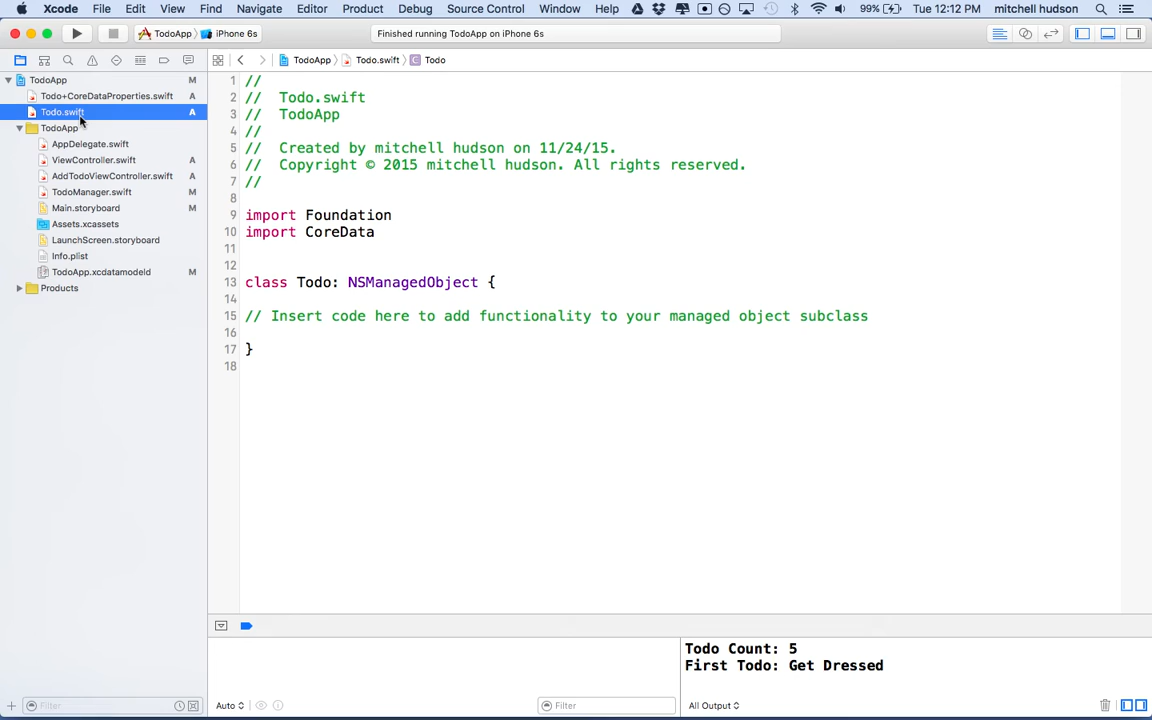 Xcode File Edit View Find Navigate Editor Product Debug Source Control Window Help 99% Tue 12:12 PM mitchell hudson
TodoApp iPhone 6s Finished running TodoApp on iPhone 6s
TodoApp Todo.swift C Todo
TodoApp M
Todo+CoreDataProperties.swift A
Todo.swift A
TodoApp
AppDelegate.swift
ViewController.swift A
AddTodoViewController.swift A
TodoManager.swift M
Main.storyboard M
Assets.xcassets
LaunchScreen.storyboard
Info.plist
TodoApp.xcdatamodeld M
Products
1 //
2 // Todo.swift
3 // TodoApp
4 //
5 // Created by mitchell hudson on 11/24/15.
6 // Copyright © 2015 mitchell hudson. All rights reserved.
7 //
8
9 import Foundation
10 import CoreData
11
12
13 class Todo: NSManagedObject {
14
15 // Insert code here to add functionality to your managed object subclass
16
17 }
18
Todo Count: 5
First Todo: Get Dressed
Filter Auto Filter All Output